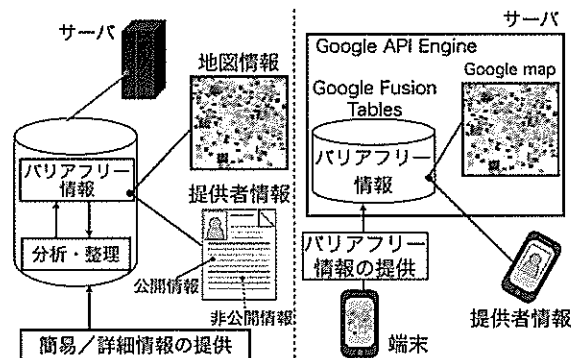 サーバ
地図情報
バリアフリー
情報
提供者情報
分析・整理
公開情報
非公開情報
簡易／詳細情報の提供
サーバ
Google API Engine
Google map
Google Fusion
Tables
バリアフリー
情報
バリアフリー
情報の提供
端末
提供者情報